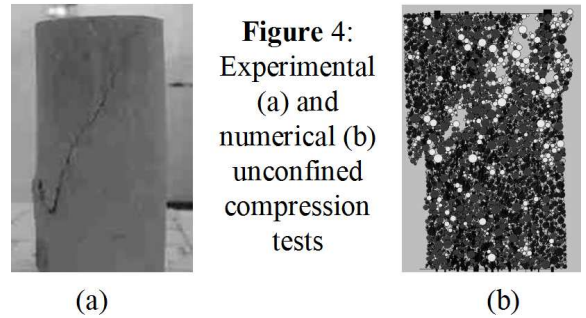 Figure 4:
Experimental
(a) and
numerical (b)
unconfined
compression
tests
(a)
(b)